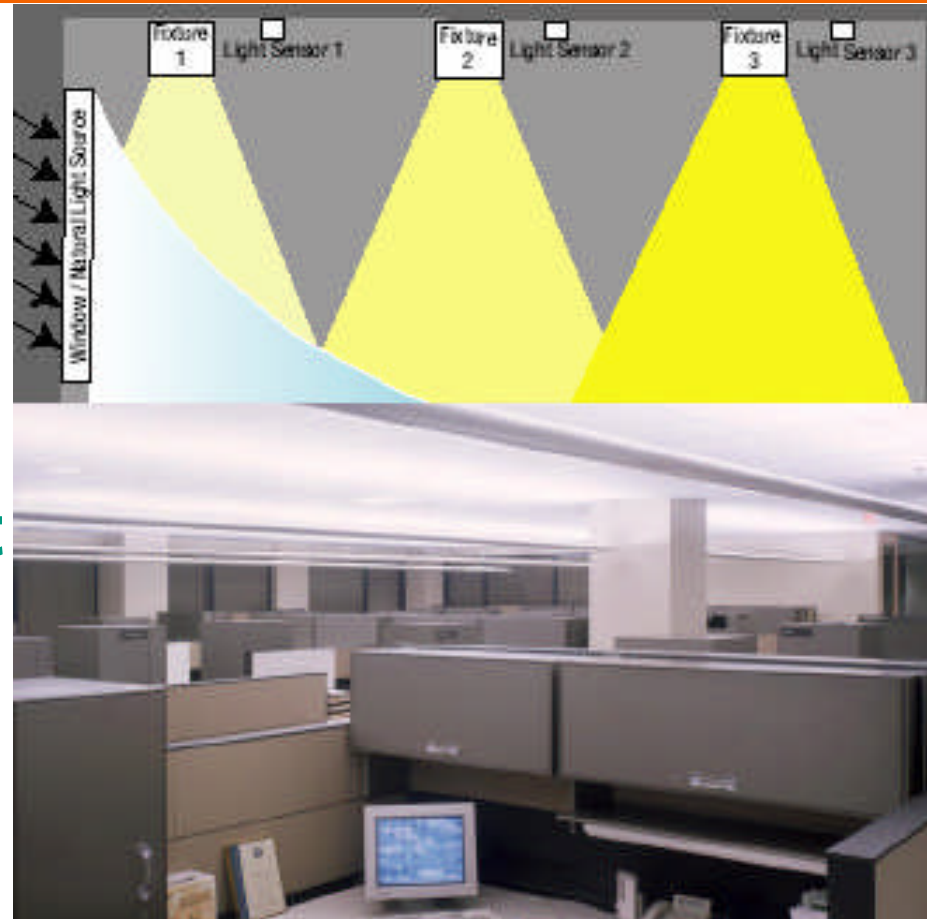 Fixture
1
Light Sensor 1
Fixture
2
Light Sensor 2
Fixture
3
Light Sensor 3
Window / Natural Light Source